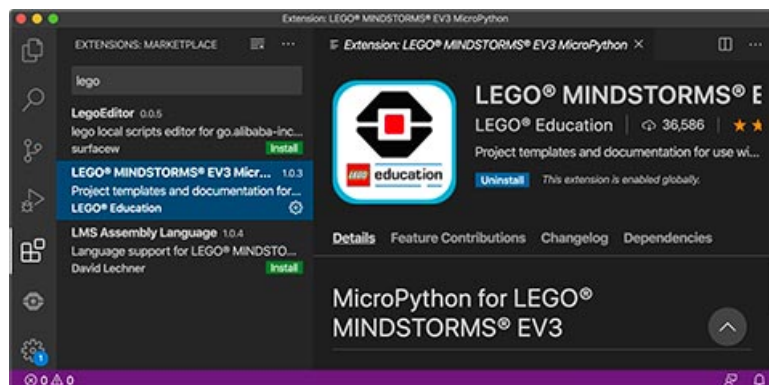 Extension: LEGO® MINDSTORMS® EV3 MicroPython
EXTENSIONS: MARKETPLACE
lego
LegoEditor 0.0.5
lego local scripts editor for go.alibaba-inc...
surfacew Install
LEGO® MINDSTORMS® EV3 Micr... 1.0.3
Project templates and documentation for...
LEGO® Education
LMS Assembly Language 1.0.4
Language support for LEGO® MINDSTO...
David Lechner Install
Extension: LEGO® MINDSTORMS® EV3 MicroPython
LEGO education
LEGO® MINDSTORMS® E
LEGO® Education 36,586
Project templates and documentation for use wi...
Uninstall This extension is enabled globally.
Details Feature Contributions Changelog Dependencies
MicroPython for LEGO®
MINDSTORMS® EV3
1
0 0